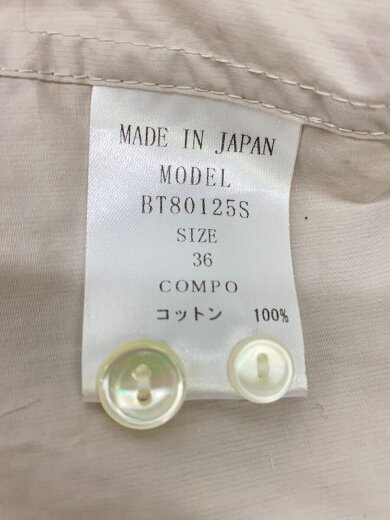 MADE IN JAPAN
MODEL
BT80125S
SIZE
36
COMPO
コットン 100%